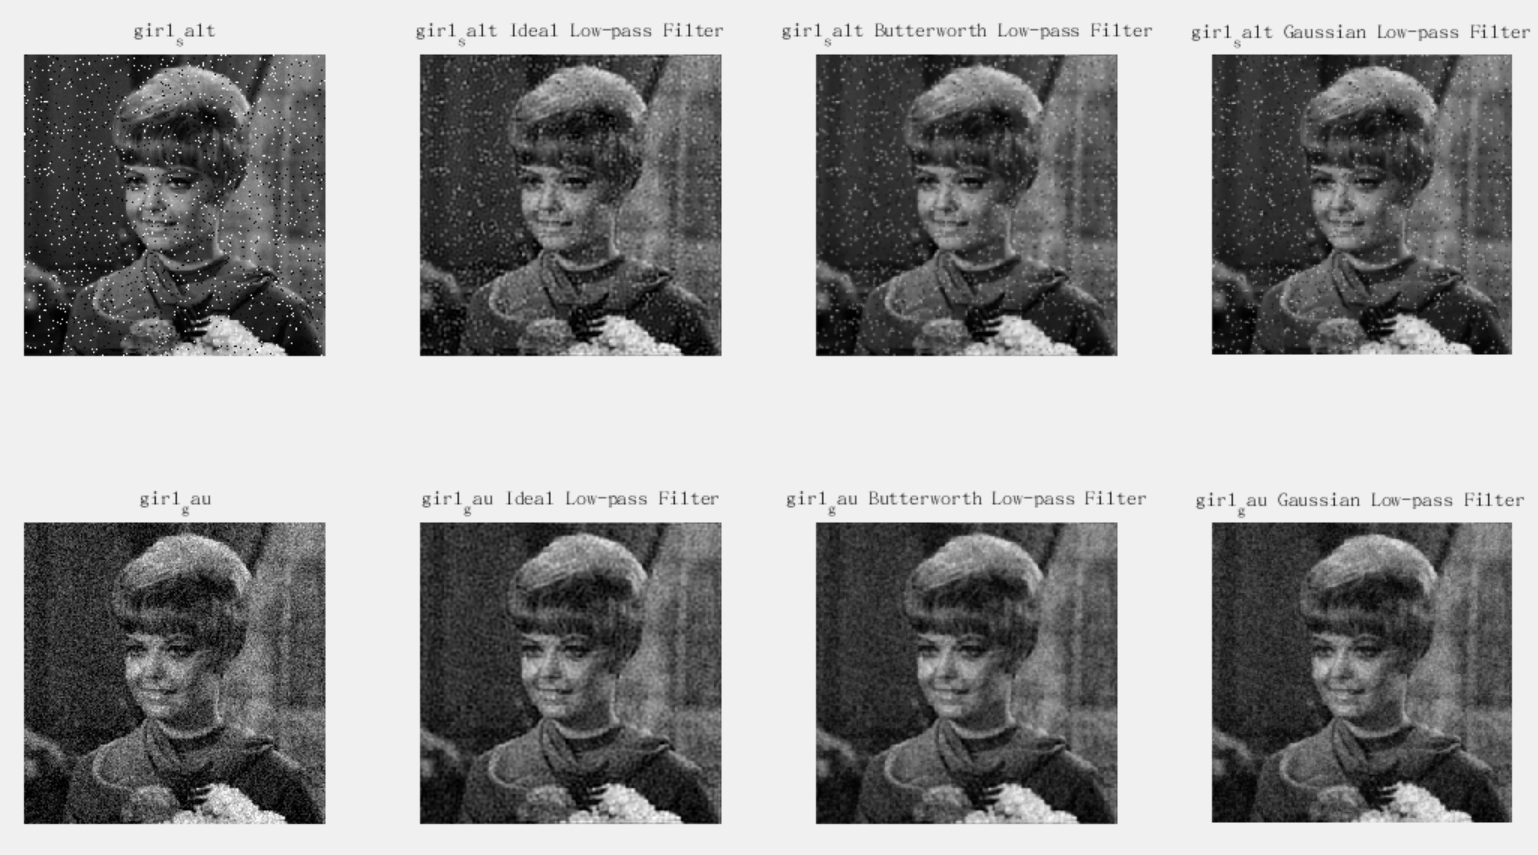 girl_salt
girl_salt Ideal Low-pass Filter
girl_salt Butterworth Low-pass Filter
girl_salt Gaussian Low-pass Filter
girl_gau
girl_gau Ideal Low-pass Filter
girl_gau Butterworth Low-pass Filter
girl_gau Gaussian Low-pass Filter